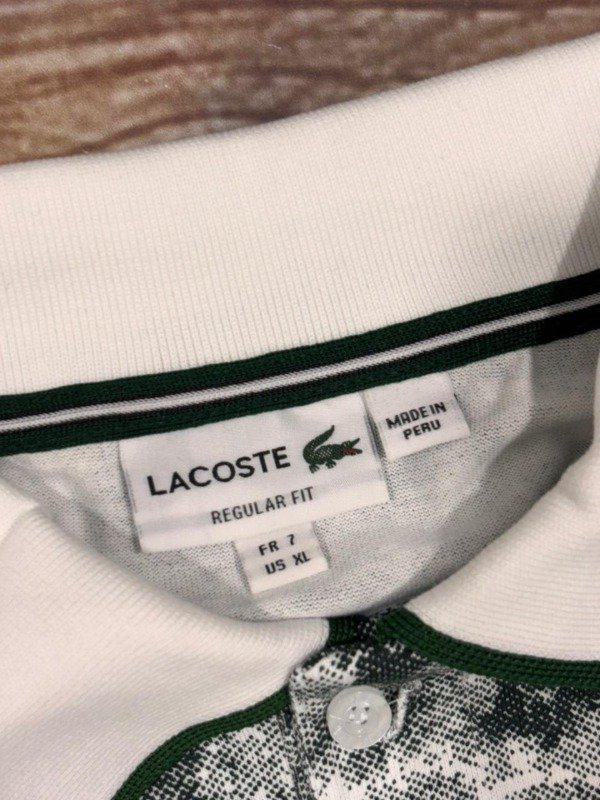 LACOSTE
REGULAR FIT
FR 7
US XL
MADE IN
PERU